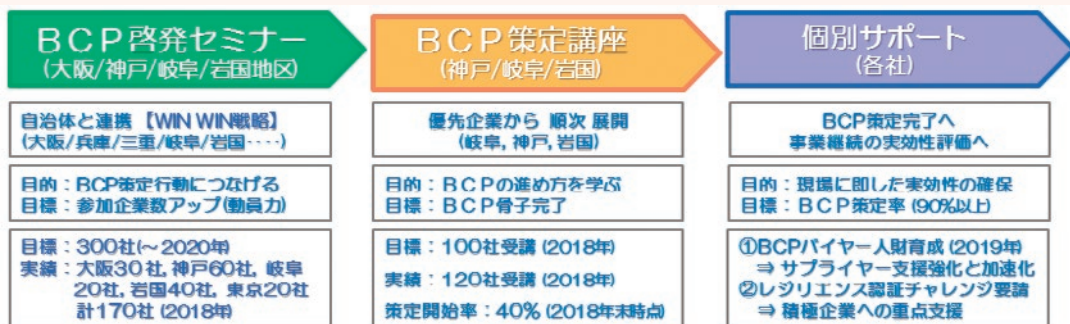 BCP啓発セミナー
(大阪/神戸/岐阜/岩国地区)
自治体と連携 【WIN WIN戦略】
(大阪/兵庫/三重/岐阜/岩国‥‥)
目的：BCP策定行動につなげる
目標：参加企業数アップ(動員力)
目標：300社(～2020年)
実績：大阪30社, 神戸60社, 岐阜
20社, 岩国40社, 東京20社
計170社 (2018年)
BCP策定講座
(神戸/岐阜/岩国)
優先企業から 順次 展開
(岐阜, 神戸, 岩国)
目的：BCPの進め方を学ぶ
目標：BCP骨子完了
目標：100社受講 (2018年)
実績：120社受講 (2018年)
策定開始率：40% (2018年末時点)
個別サポート
(各社)
BCP策定完了へ
事業継続の実効性評価へ
目的：現場に即した実効性の確保
目標：BCP策定率 (90%以上)
①BCPバイヤー人財育成 (2019年)
⇒ サプライヤー支援強化と加速化
②レジリエンス認証チャレンジ要請
⇒ 積極企業への重点支援